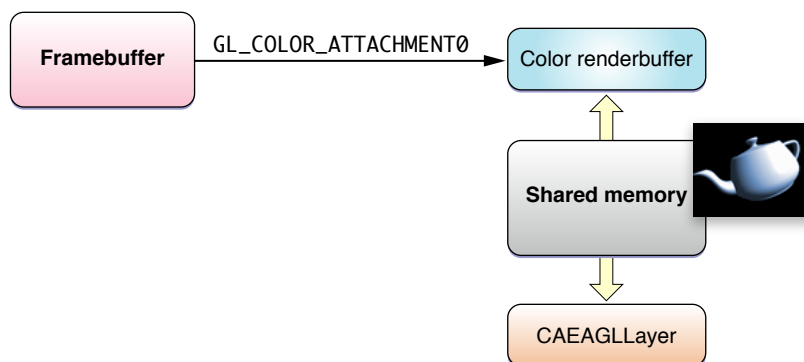 Framebuffer
GL_COLOR_ATTACHMENT0
Color renderbuffer
Shared memory
CAEAGLLayer